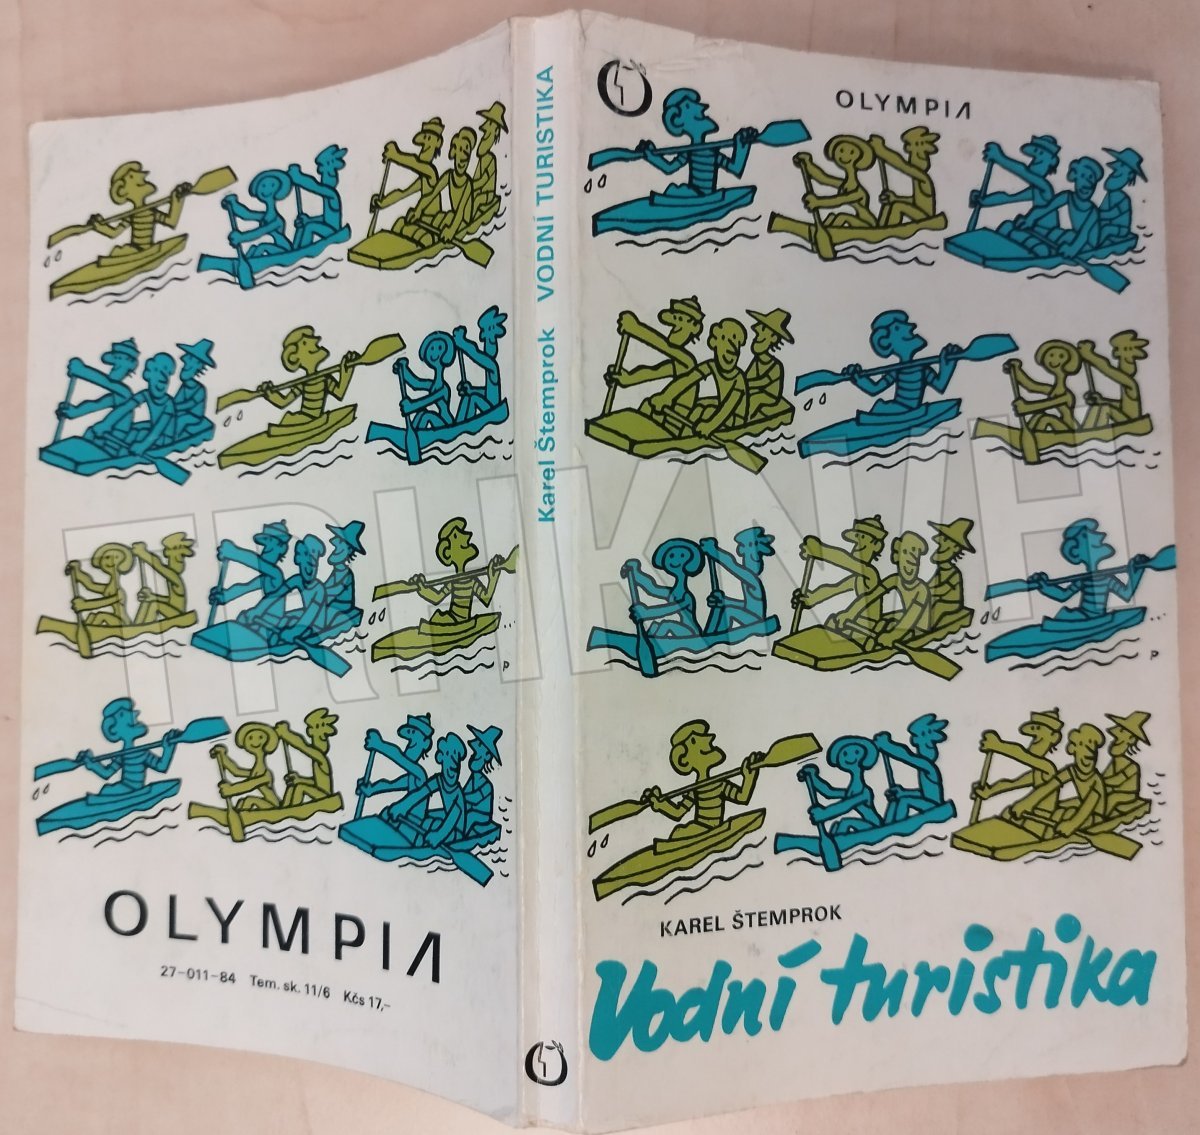 OLYMPIA
KAREL ŠTEMPROK
Vodní turistika
P
Karel Štemprok VODNÍ TURISTIKA
P
OLYMPIA
27-011-84 Tem. sk. 11/6 Kčs 17,-
TRHKNIH